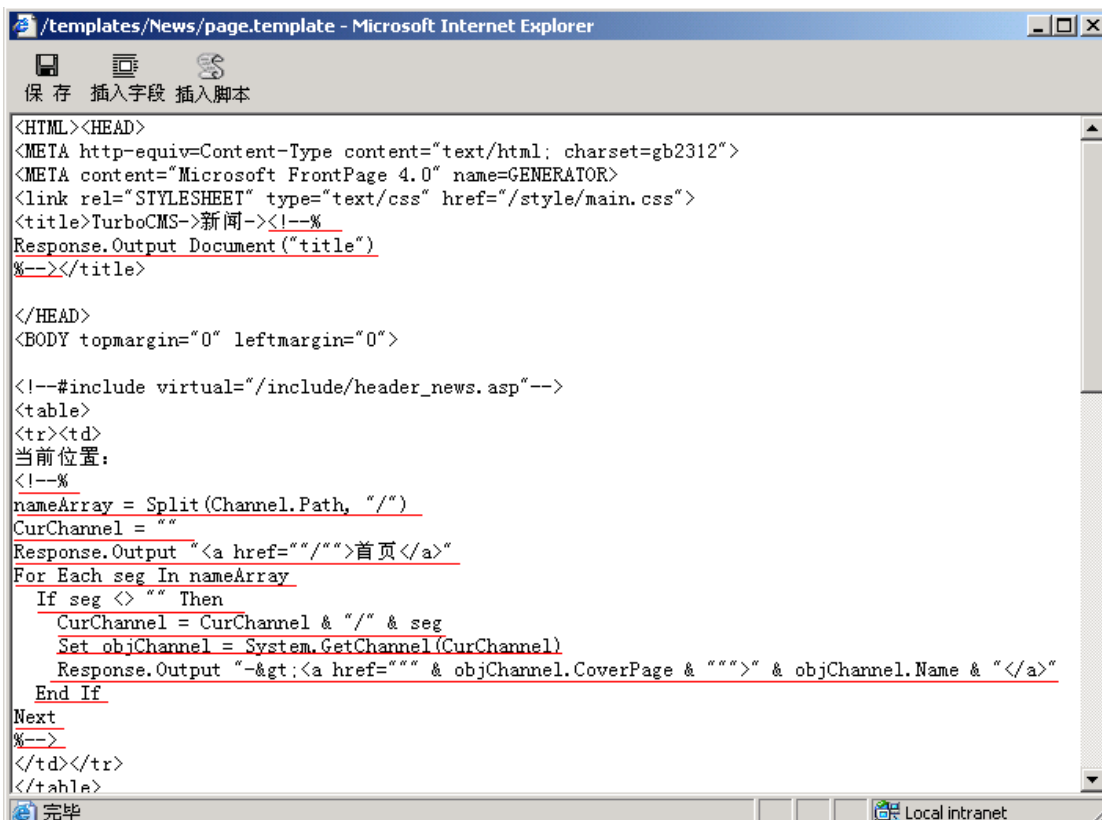 /templates/News/page.template - Microsoft Internet Explorer
保 存 插入字段 插入脚本
<HTML><HEAD>
<META http-equiv=Content-Type content="text/html; charset=gb2312">
<META content="Microsoft FrontPage 4.0" name=GENERATOR>
<link rel="STYLESHEET" type="text/css" href="/style/main.css">
<title>TurboCMS->新闻-><!--%
Response.Output Document("title")
%--></title>
</HEAD>
<BODY topmargin="0" leftmargin="0">
<!--#include virtual="/include/header_news.asp"-->
<table>
<tr><td>
当前位置:
<!--%
nameArray = Split(Channel.Path, "/")
CurChannel = ""
Response.Output "<a href=""/"">首页</a>"
For Each seg In nameArray
If seg <> "" Then
CurChannel = CurChannel & "/" & seg
Set objChannel = System.GetChannel(CurChannel)
Response.Output "-&gt;<a href=""" & objChannel.CoverPage & """>" & objChannel.Name & "</a>"
End If
Next
%-->
</td></tr>
</table>
完毕 Local intranet